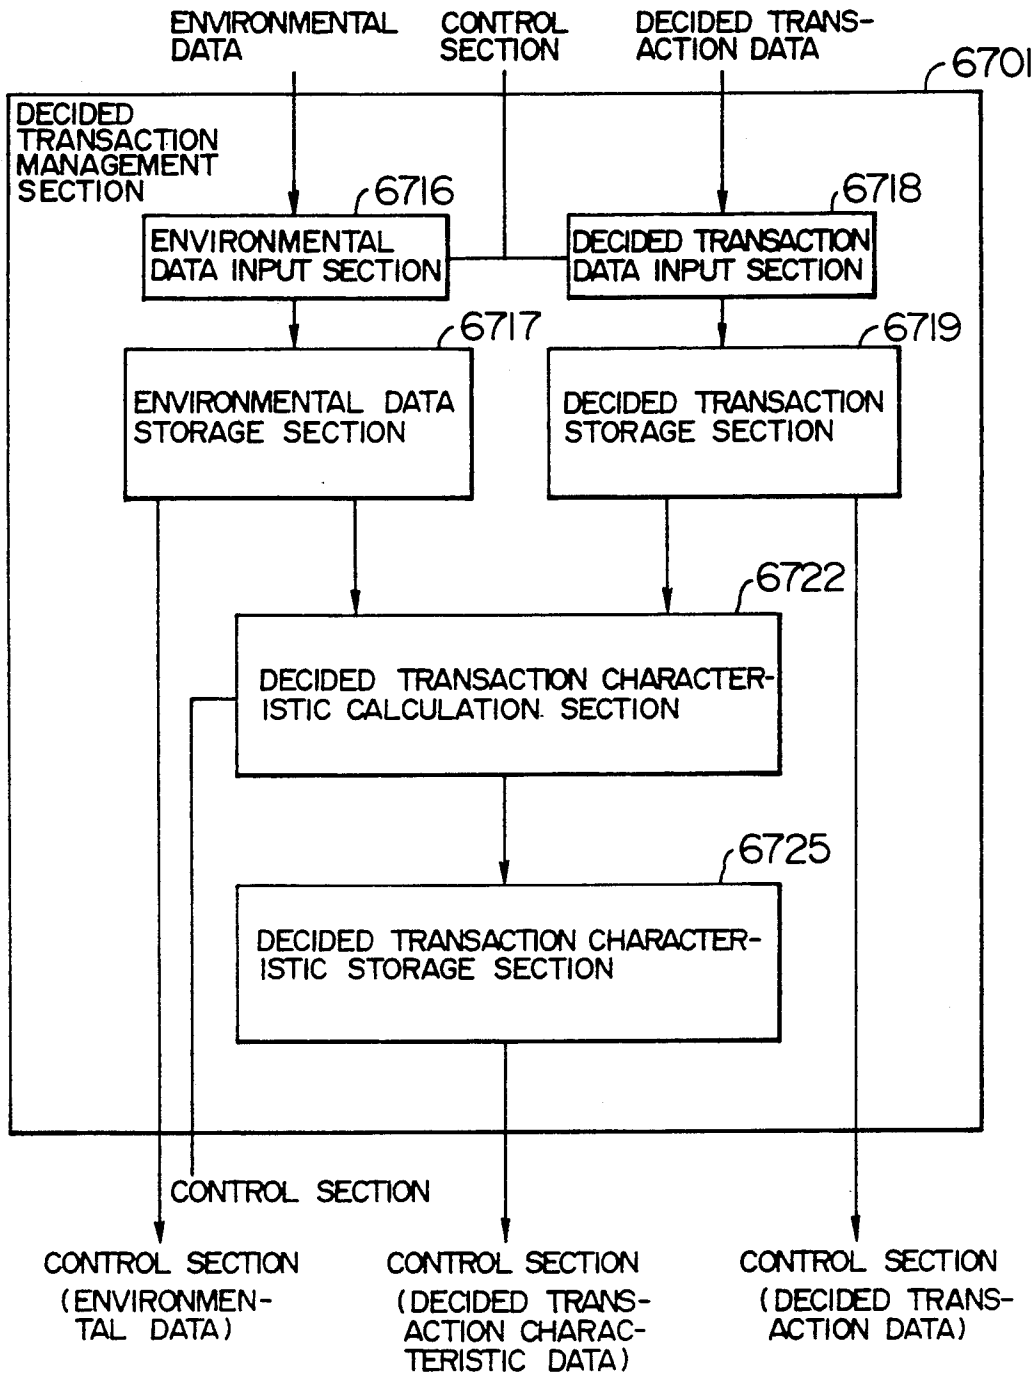 ENVIRONMENTAL
DATA
CONTROL
SECTION
DECIDED TRANS-
ACTION DATA
6701
DECIDED
TRANSACTION
MANAGEMENT
SECTION
6716
ENVIRONMENTAL
DATA INPUT SECTION
6718
DECIDED TRANSACTION
DATA INPUT SECTION
6717
ENVIRONMENTAL DATA
STORAGE SECTION
6719
DECIDED TRANSACTION
STORAGE SECTION
6722
DECIDED TRANSACTION CHARACTER-
ISTIC CALCULATION SECTION
6725
DECIDED TRANSACTION CHARACTER-
ISTIC STORAGE SECTION
CONTROL SECTION
CONTROL SECTION
(ENVIRONMEN-
TAL DATA)
CONTROL SECTION
(DECIDED TRANS-
ACTION CHARAC-
TERISTIC DATA)
CONTROL SECTION
(DECIDED TRANS-
ACTION DATA)